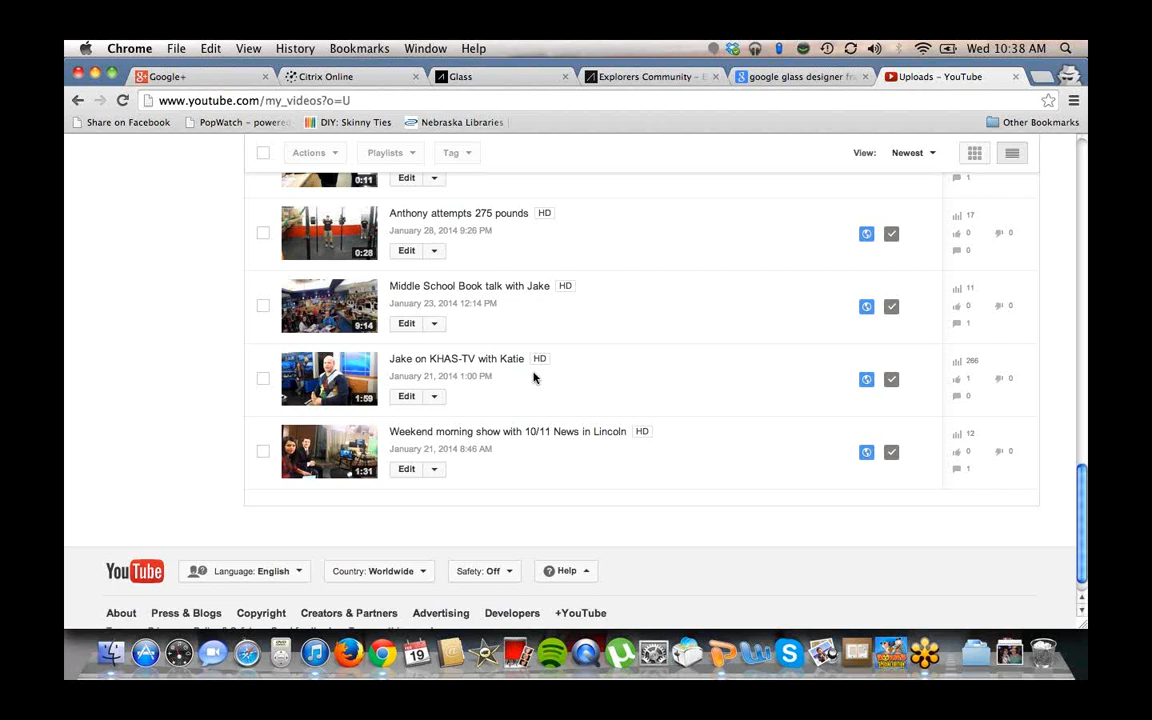 Chrome File Edit View History Bookmarks Window Help Wed 10:38 AM
Google+ Citrix Online Glass Explorers Community - google glass designer fr Uploads - YouTube
www.youtube.com/my_videos?o=U
Share on Facebook PopWatch - powere DIY: Skinny Ties Nebraska Libraries Other Bookmarks
Actions Playlists Tag View: Newest
0:11 Edit 1
Anthony attempts 275 pounds HD 17
January 28, 2014 9:26 PM 0 0
0:28 Edit 0
Middle School Book talk with Jake HD 11
January 23, 2014 12:14 PM 0 0
9:14 Edit 1
Jake on KHAS-TV with Katie HD 266
January 21, 2014 1:00 PM 1 0
1:59 Edit 0
Weekend morning show with 10/11 News in Lincoln HD 12
January 21, 2014 8:46 AM 0 0
1:31 Edit 1
YouTube Language: English Country: Worldwide Safety: Off Help
About Press & Blogs Copyright Creators & Partners Advertising Developers +YouTube
19